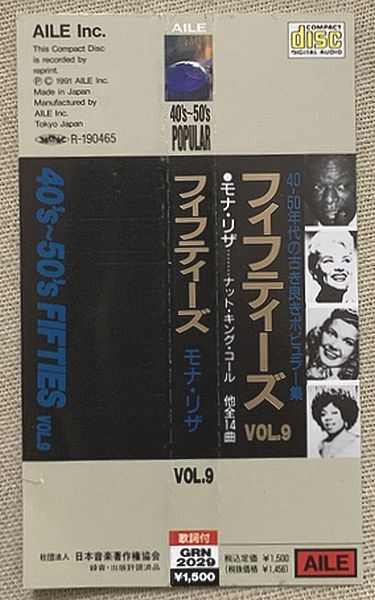 AILE Inc.
This Compact Disc
is recorded by
reprint.
Ⓟ © 1991 AILE Inc.
Made in Japan
Manufactured by
AILE Inc.
Tokyo Japan
R-190465
40's~50's FIFTIES VOL.9
社団法人 日本音楽著作権協会
録音・出版許諾済品
AILE
40's~50's
POPULAR
フィフティーズ モナ・リザ
VOL.9
歌詞付
GRN
2029
¥1,500
COMPACT
disc
DIGITAL AUDIO
40-50年代の古き良きポピュラー集
フィフティーズ VOL.9
●モナ・リザ………ナット・キング・コール 他全14曲
税込定価 ¥1,500
(税抜価格 ¥1,456)
AILE